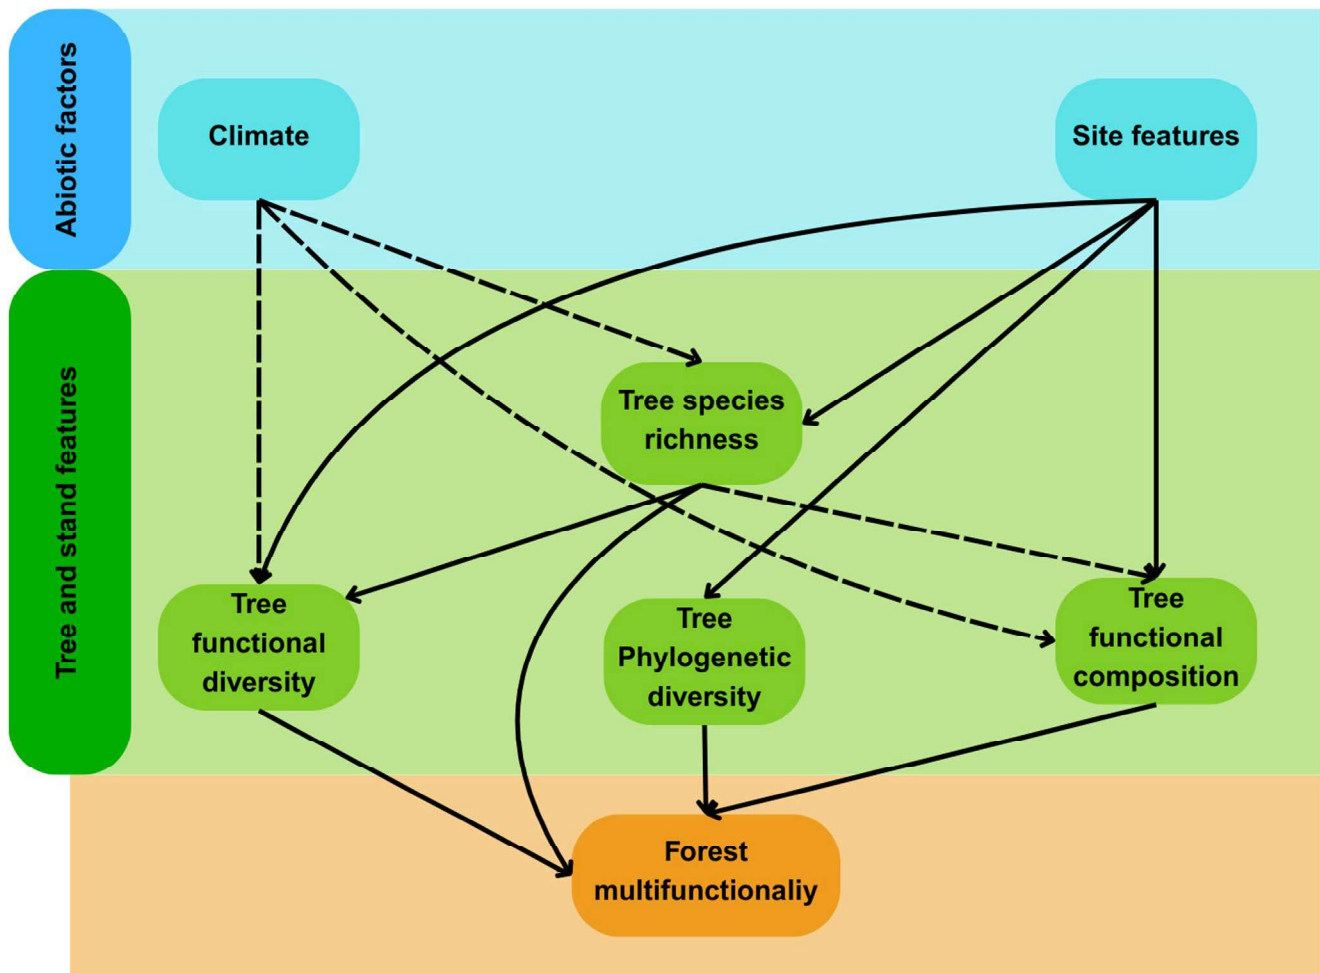 Abiotic factors
Climate
Site features
Tree and stand features
Tree species
richness
Tree
functional
diversity
Tree
Phylogenetic
diversity
Tree
functional
composition
Forest
multifunctionaliy